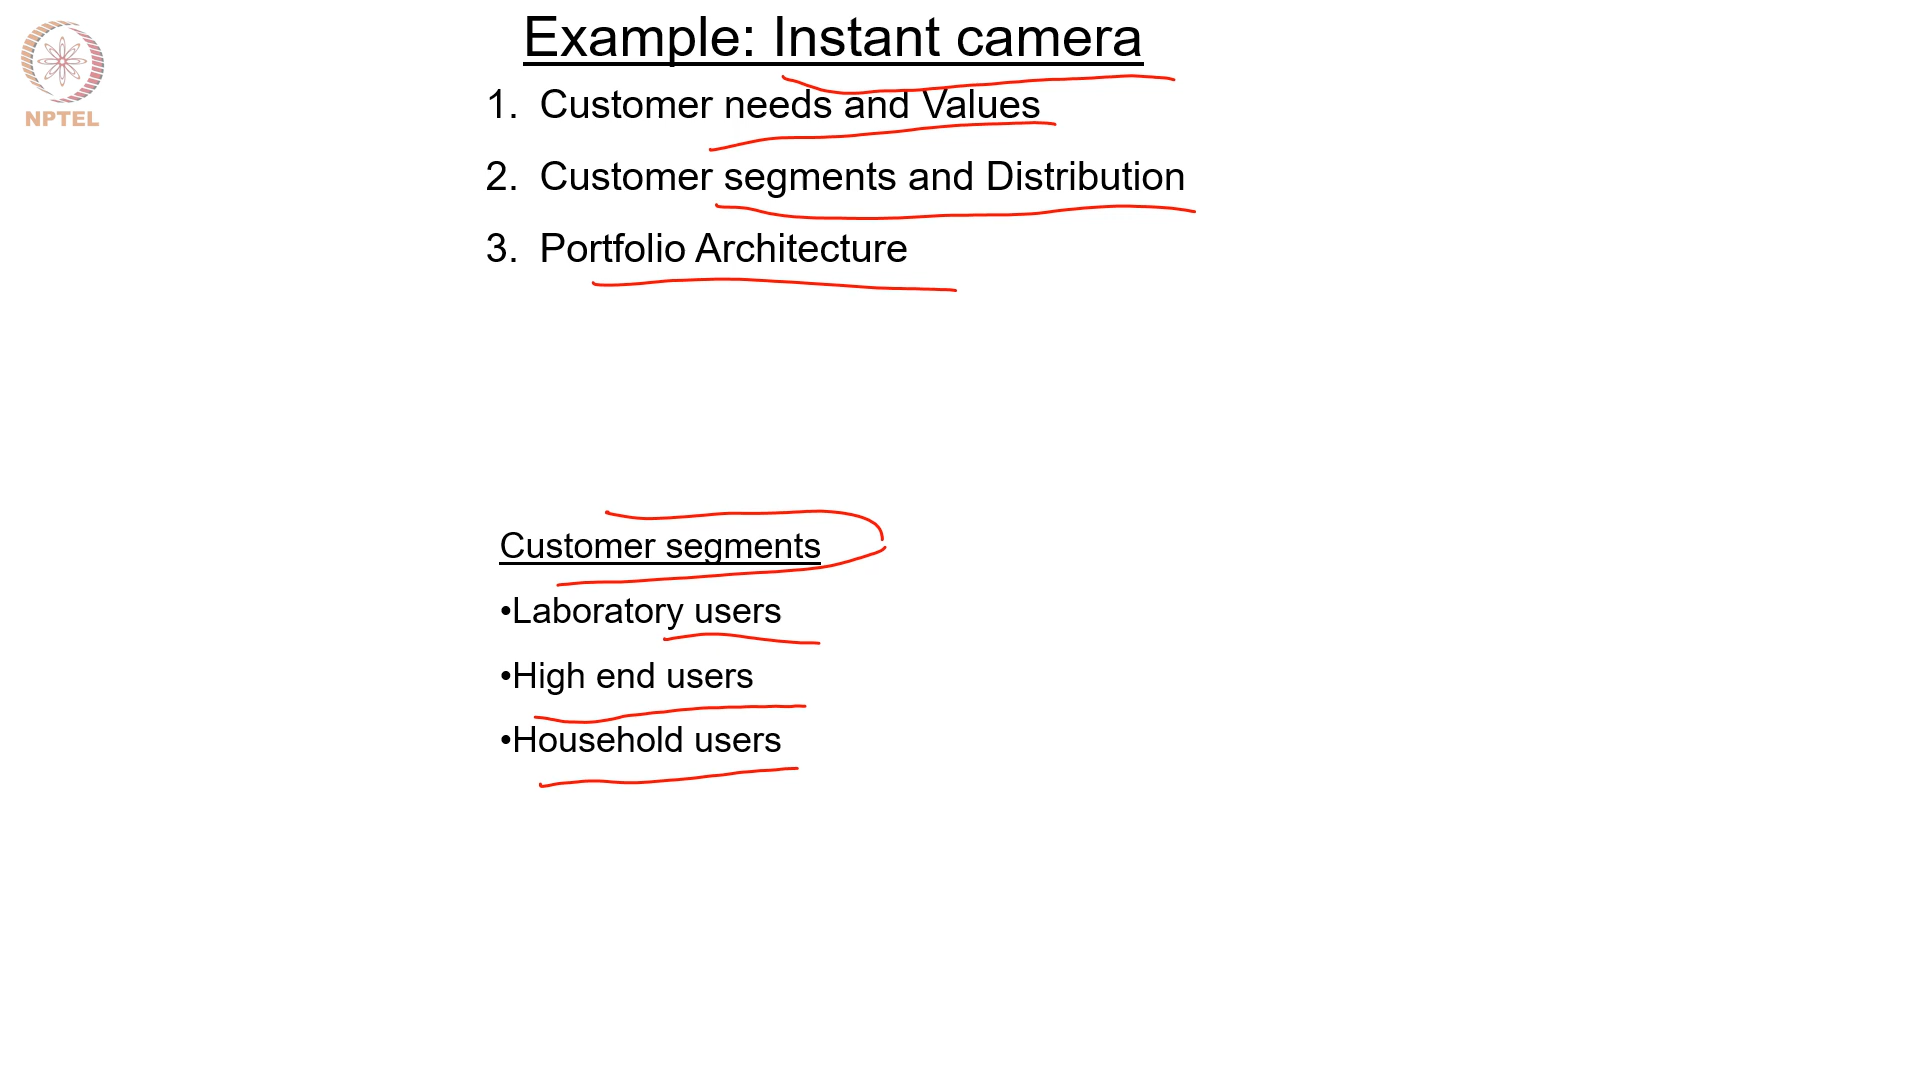 Example: Instant camera
NPTEL
1. Customer needs and Values
2. Customer segments and Distribution
3. Portfolio Architecture
Customer segments
•Laboratory users
•High end users
•Household users